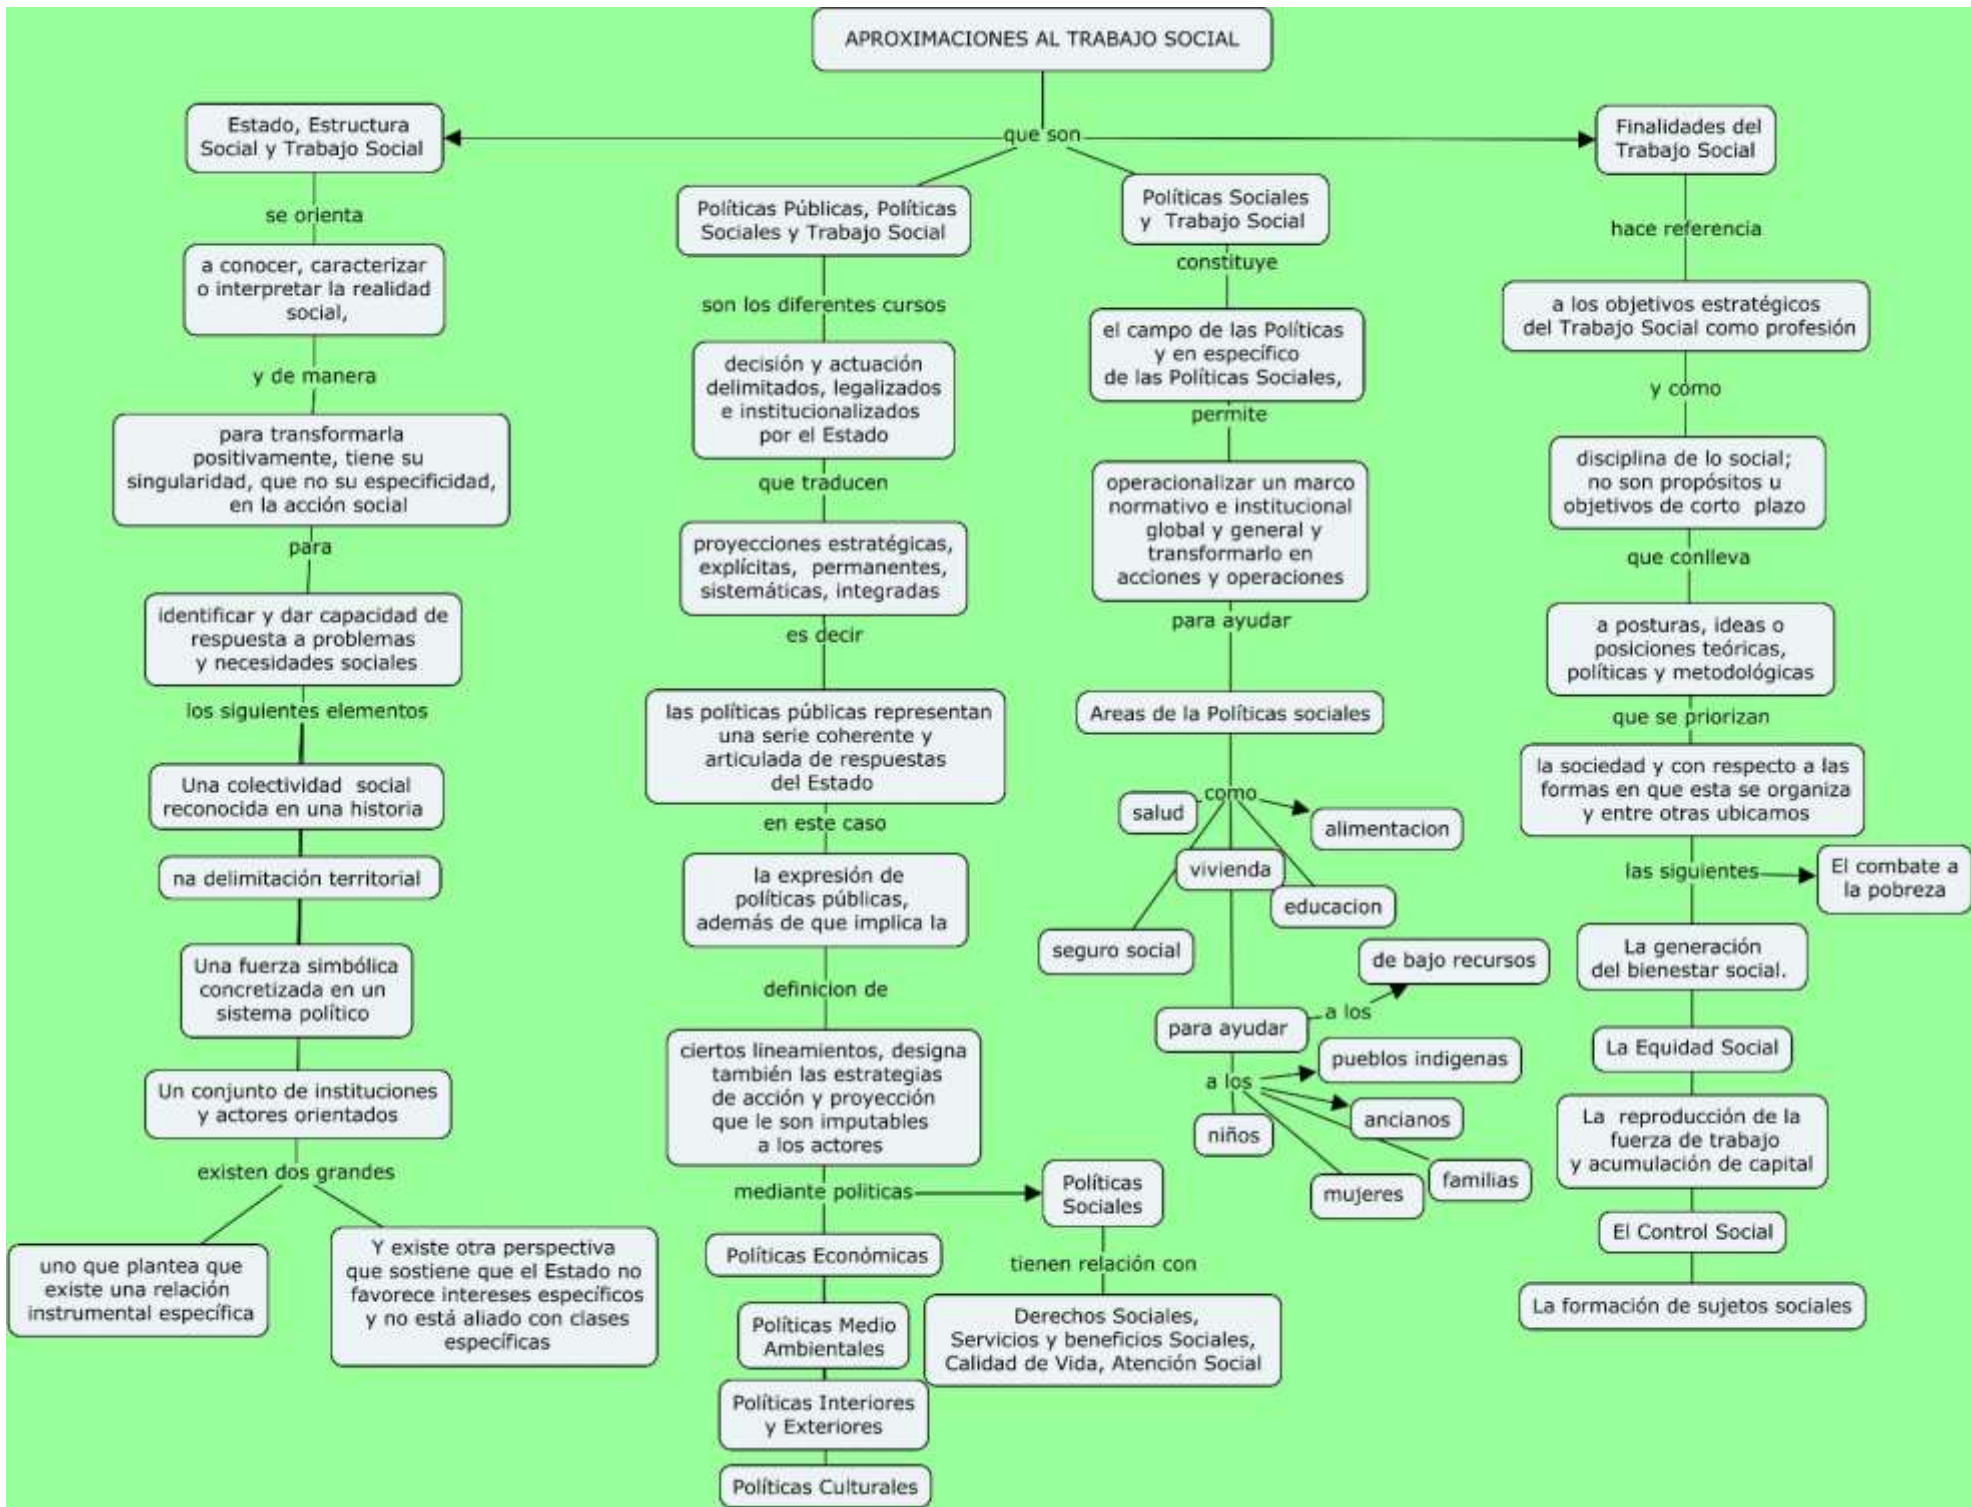 APROXIMACIONES AL TRABAJO SOCIAL
que son
Estado, Estructura
Social y Trabajo Social
se orienta
a conocer, caracterizar
o interpretar la realidad
social,
y de manera
para transformarla
positivamente, tiene su
singularidad, que no su especificidad,
en la acción social
para
identificar y dar capacidad de
respuesta a problemas
y necesidades sociales
los siguientes elementos
Una colectividad social
reconocida en una historia
na delimitación territorial
Una fuerza simbólica
concretizada en un
sistema político
Un conjunto de instituciones
y actores orientados
existen dos grandes
uno que plantea que
existe una relación
instrumental específica
Y existe otra perspectiva
que sostiene que el Estado no
favorece intereses específicos
y no está aliado con clases
específicas
Políticas Públicas, Políticas
Sociales y Trabajo Social
son los diferentes cursos
decisión y actuación
delimitados, legalizados
e institucionalizados
por el Estado
que traducen
proyecciones estratégicas,
explícitas, permanentes,
sistemáticas, integradas
es decir
las políticas públicas representan
una serie coherente y
articulada de respuestas
del Estado
en este caso
la expresión de
políticas públicas,
además de que implica la
definicion de
ciertos lineamientos, designa
también las estrategias
de acción y proyección
que le son imputables
a los actores
mediante politicas
Políticas
Sociales
tienen relación con
Derechos Sociales,
Servicios y beneficios Sociales,
Calidad de Vida, Atención Social
Políticas Económicas
Políticas Medio
Ambientales
Políticas Interiores
y Exteriores
Políticas Culturales
Políticas Sociales
y Trabajo Social
constituye
el campo de las Políticas
y en específico
de las Políticas Sociales,
permite
operacionalizar un marco
normativo e institucional
global y general y
transformarlo en
acciones y operaciones
para ayudar
Areas de la Políticas sociales
como
salud
alimentacion
vivienda
educacion
seguro social
para ayudar
a los
de bajo recursos
a los
pueblos indigenas
ancianos
familias
mujeres
niños
Finalidades del
Trabajo Social
hace referencia
a los objetivos estratégicos
del Trabajo Social como profesión
y como
disciplina de lo social;
no son propósitos u
objetivos de corto plazo
que conlleva
a posturas, ideas o
posiciones teóricas,
políticas y metodológicas
que se priorizan
la sociedad y con respecto a las
formas en que esta se organiza
y entre otras ubicamos
las siguientes
El combate a
la pobreza
La generación
del bienestar social.
La Equidad Social
La reproducción de la
fuerza de trabajo
y acumulación de capital
El Control Social
La formación de sujetos sociales